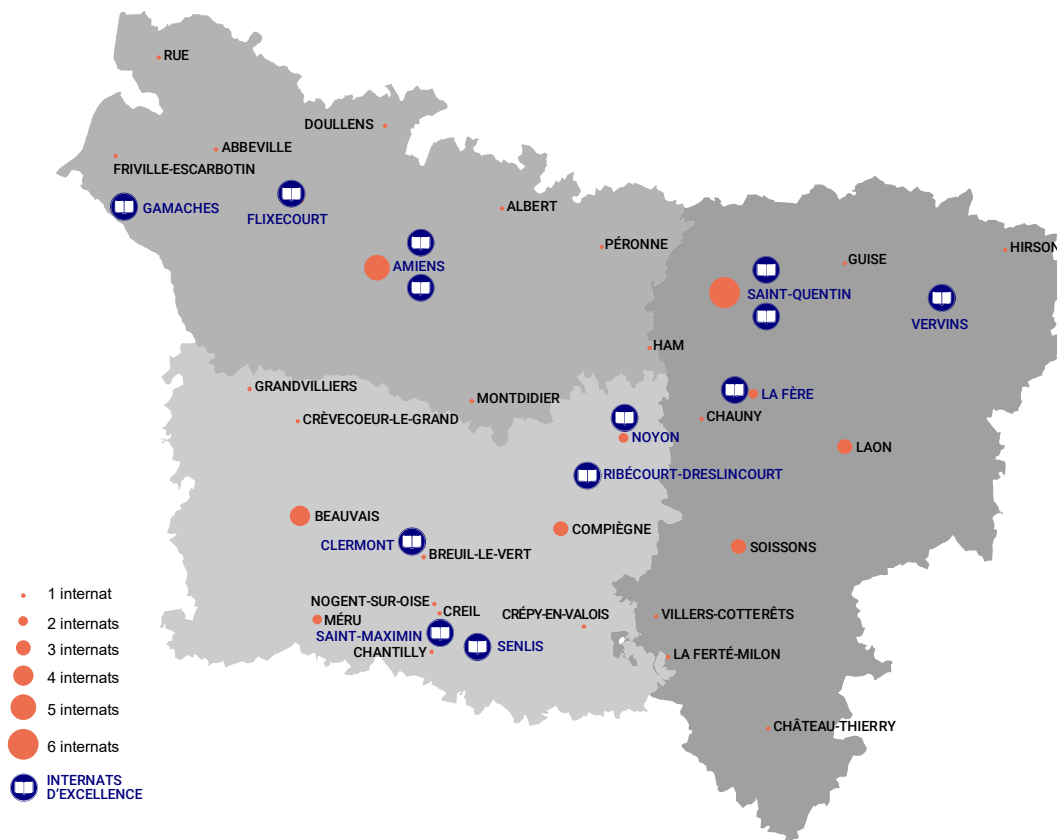 RUE
DOULLENS
ABBEVILLE
FRIVILLE-ESCARBOTIN
GAMACHES
FLIXECOURT
ALBERT
PÉRONNE
HIRSON
GUISE
AMIENS
SAINT-QUENTIN
VERVINS
HAM
GRANDVILLIERS
MONTDIDIER
LA FÈRE
CRÈVECOEUR-LE-GRAND
CHAUNY
NOYON
LAON
RIBÉCOURT-DRESLINCOURT
BEAUVAIS
COMPIÈGNE
CLERMONT
BREUIL-LE-VERT
SOISSONS
NOGENT-SUR-OISE
CREIL
CRÉPY-EN-VALOIS
VILLERS-COTTERÊTS
MÉRU
SAINT-MAXIMIN
SENLIS
CHANTILLY
LA FERTÉ-MILON
CHÂTEAU-THIERRY
1 internat
2 internats
3 internats
4 internats
5 internats
6 internats
INTERNATS
D'EXCELLENCE